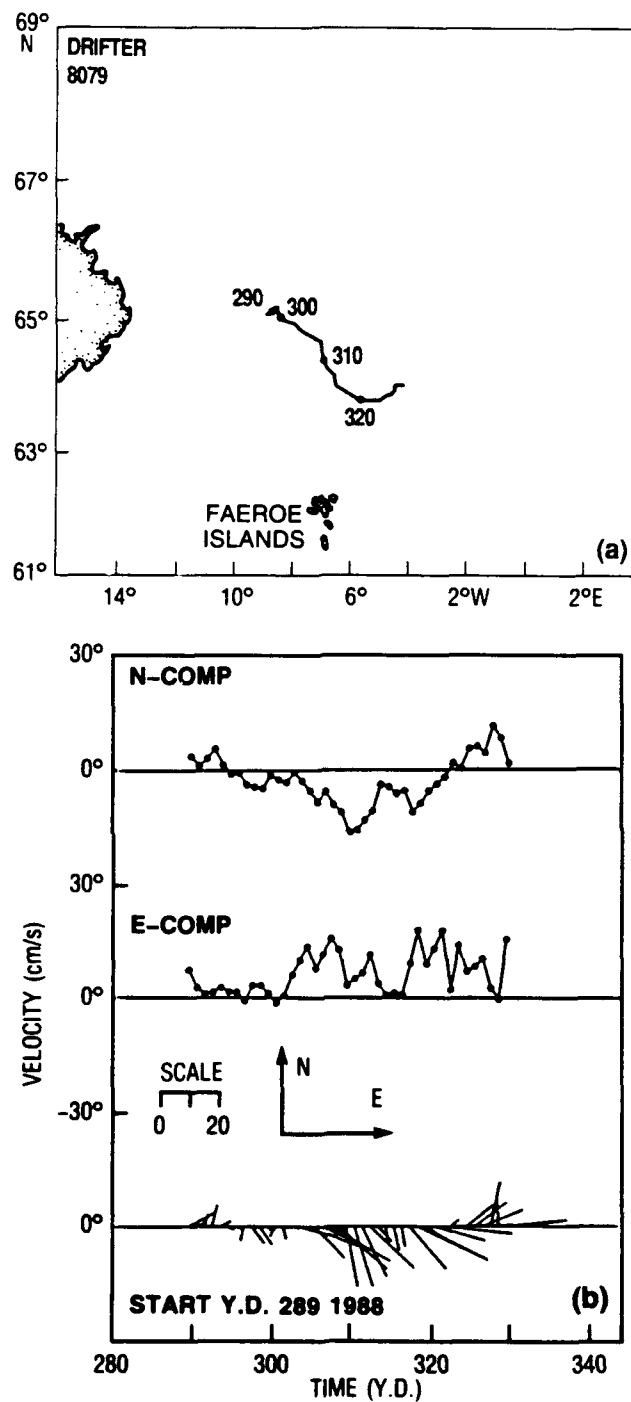 69°
N
DRIFTER
8079
67°
65°
63°
61°
290
300
310
320
FAEROE
ISLANDS
(a)
14°
10°
6°
2°W
2°E
30°
N-COMP
0°
30°
E-COMP
0°
VELOCITY (cm/s)
SCALE
0
20
N
E
-30°
0°
START Y.D. 289 1988
(b)
280
300
320
340
TIME (Y.D.)